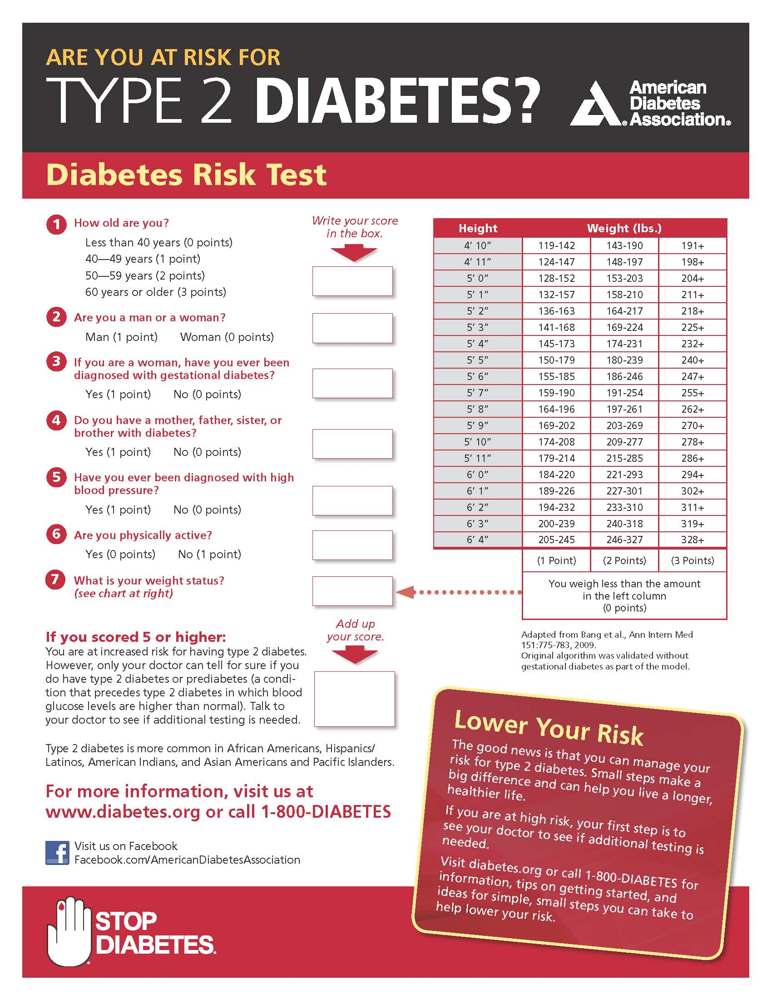 ARE YOU AT RISK FOR
TYPE 2 DIABETES?
American
Diabetes
Association®
Diabetes Risk Test
1 How old are you?
Less than 40 years (0 points)
40—49 years (1 point)
50—59 years (2 points)
60 years or older (3 points)
Write your score
in the box.
2 Are you a man or a woman?
Man (1 point) Woman (0 points)
3 If you are a woman, have you ever been
diagnosed with gestational diabetes?
Yes (1 point) No (0 points)
4 Do you have a mother, father, sister, or
brother with diabetes?
Yes (1 point) No (0 points)
5 Have you ever been diagnosed with high
blood pressure?
Yes (1 point) No (0 points)
6 Are you physically active?
Yes (0 points) No (1 point)
7 What is your weight status?
(see chart at right)
Add up
your score.
Height Weight (lbs.)
4’ 10” 119-142 143-190 191+
4’ 11” 124-147 148-197 198+
5’ 0” 128-152 153-203 204+
5’ 1” 132-157 158-210 211+
5’ 2” 136-163 164-217 218+
5’ 3” 141-168 169-224 225+
5’ 4” 145-173 174-231 232+
5’ 5” 150-179 180-239 240+
5’ 6” 155-185 186-246 247+
5’ 7” 159-190 191-254 255+
5’ 8” 164-196 197-261 262+
5’ 9” 169-202 203-269 270+
5’ 10” 174-208 209-277 278+
5’ 11” 179-214 215-285 286+
6’ 0” 184-220 221-293 294+
6’ 1” 189-226 227-301 302+
6’ 2” 194-232 233-310 311+
6’ 3” 200-239 240-318 319+
6’ 4” 205-245 246-327 328+
(1 Point) (2 Points) (3 Points)
You weigh less than the amount
in the left column
(0 points)
Adapted from Bang et al., Ann Intern Med
151:775-783, 2009.
Original algorithm was validated without
gestational diabetes as part of the model.
If you scored 5 or higher:
You are at increased risk for having type 2 diabetes.
However, only your doctor can tell for sure if you
do have type 2 diabetes or prediabetes (a condi-
tion that precedes type 2 diabetes in which blood
glucose levels are higher than normal). Talk to
your doctor to see if additional testing is needed.
Type 2 diabetes is more common in African Americans, Hispanics/
Latinos, American Indians, and Asian Americans and Pacific Islanders.
For more information, visit us at
www.diabetes.org or call 1-800-DIABETES
f Visit us on Facebook
Facebook.com/AmericanDiabetesAssociation
Lower Your Risk
The good news is that you can manage your
risk for type 2 diabetes. Small steps make a
big difference and can help you live a longer,
healthier life.
If you are at high risk, your first step is to
see your doctor to see if additional testing is
needed.
Visit diabetes.org or call 1-800-DIABETES for
information, tips on getting started, and
ideas for simple, small steps you can take to
help lower your risk.
STOP
DIABETES.